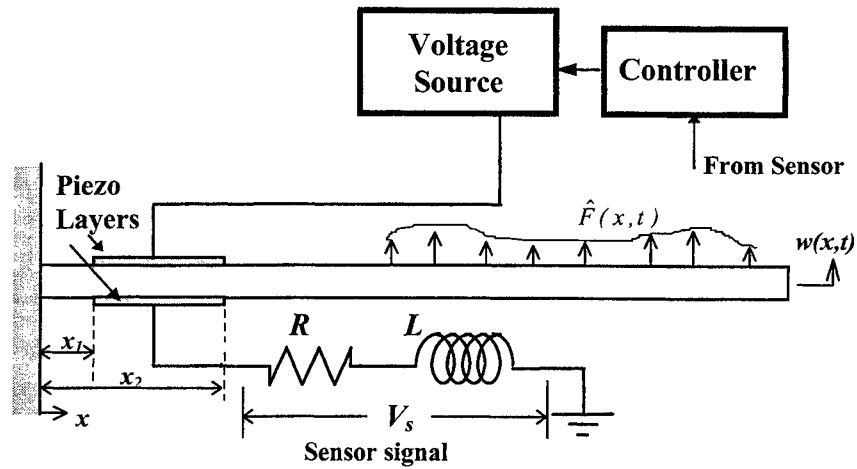 Voltage
Source
Controller
From Sensor
Piezo
Layers
F̂(x,t)
w(x,t)
R
L
x₁
x₂
x
Vₛ
Sensor signal